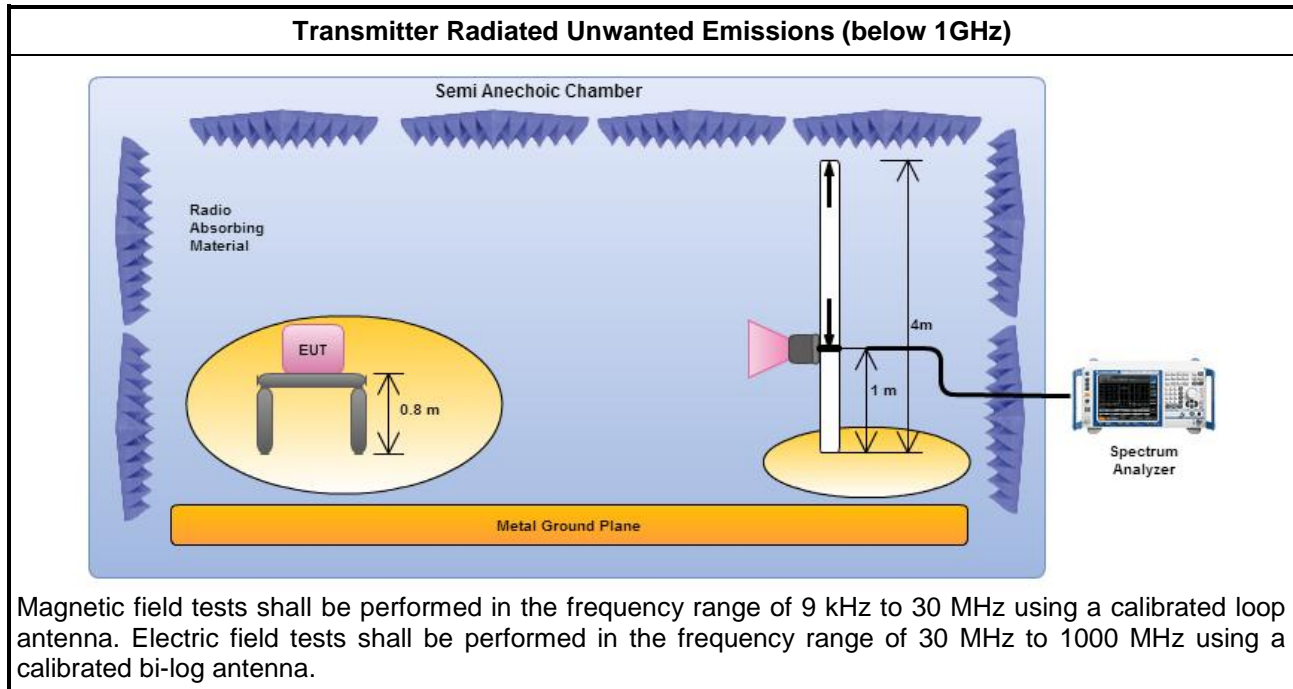 Transmitter Radiated Unwanted Emissions (below 1GHz)
Semi Anechoic Chamber
Radio
Absorbing
Material
EUT
0.8 m
4m
1 m
Spectrum
Analyzer
Metal Ground Plane
Magnetic field tests shall be performed in the frequency range of 9 kHz to 30 MHz using a calibrated loop
antenna. Electric field tests shall be performed in the frequency range of 30 MHz to 1000 MHz using a
calibrated bi-log antenna.